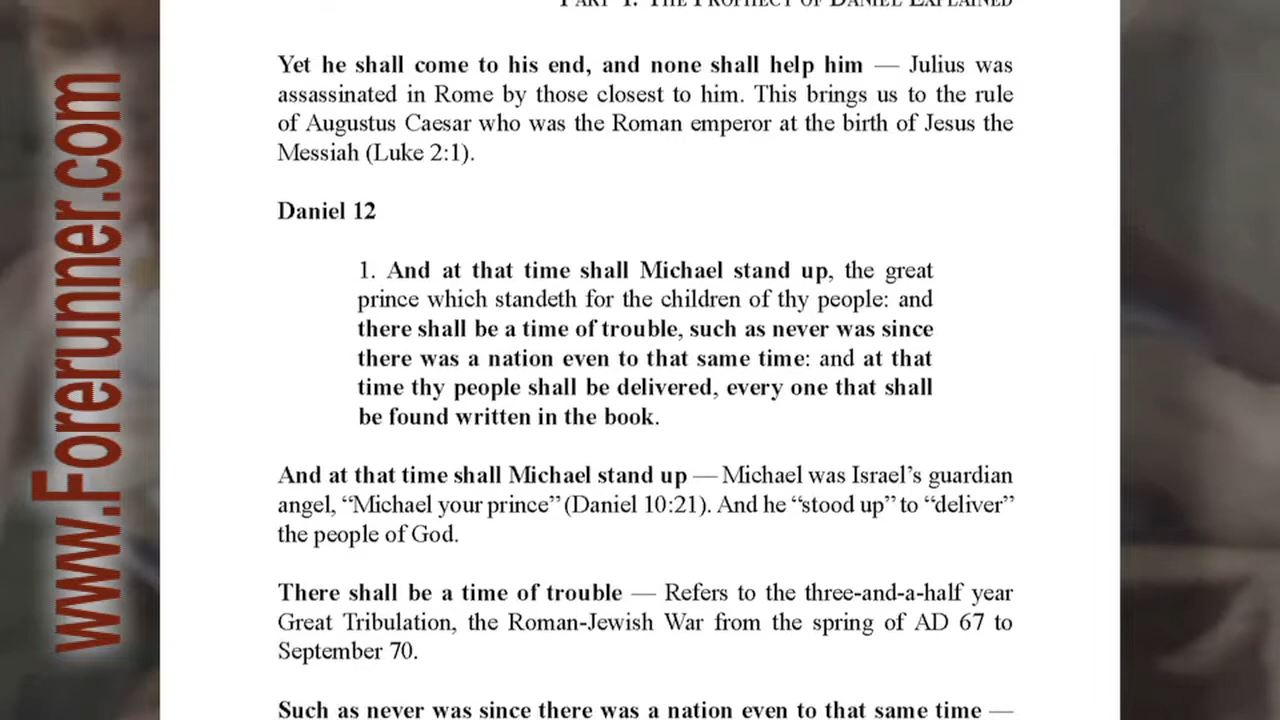 PART 1: THE PROPHECY OF DANIEL EXPLAINED
Yet he shall come to his end, and none shall help him — Julius was
assassinated in Rome by those closest to him. This brings us to the rule
of Augustus Caesar who was the Roman emperor at the birth of Jesus the
Messiah (Luke 2:1).
Daniel 12
1. And at that time shall Michael stand up, the great
prince which standeth for the children of thy people: and
there shall be a time of trouble, such as never was since
there was a nation even to that same time: and at that
time thy people shall be delivered, every one that shall
be found written in the book.
And at that time shall Michael stand up — Michael was Israel’s guardian
angel, “Michael your prince” (Daniel 10:21). And he “stood up” to “deliver”
the people of God.
There shall be a time of trouble — Refers to the three-and-a-half year
Great Tribulation, the Roman-Jewish War from the spring of AD 67 to
September 70.
Such as never was since there was a nation even to that same time —
www.Forerunner.com